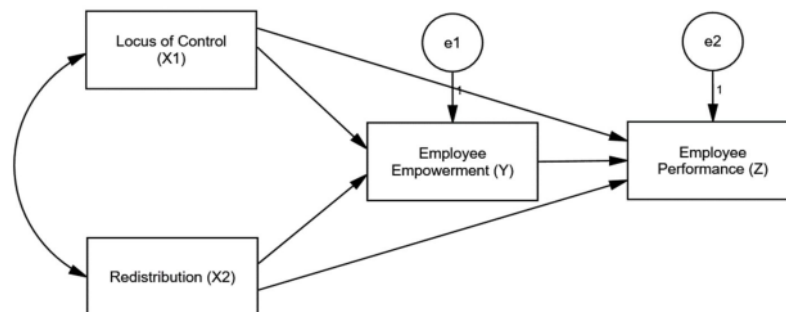 Locus of Control
(X1)
e1
e2
1
1
Employee
Empowerment (Y)
Employee
Performance (Z)
Redistribution (X2)